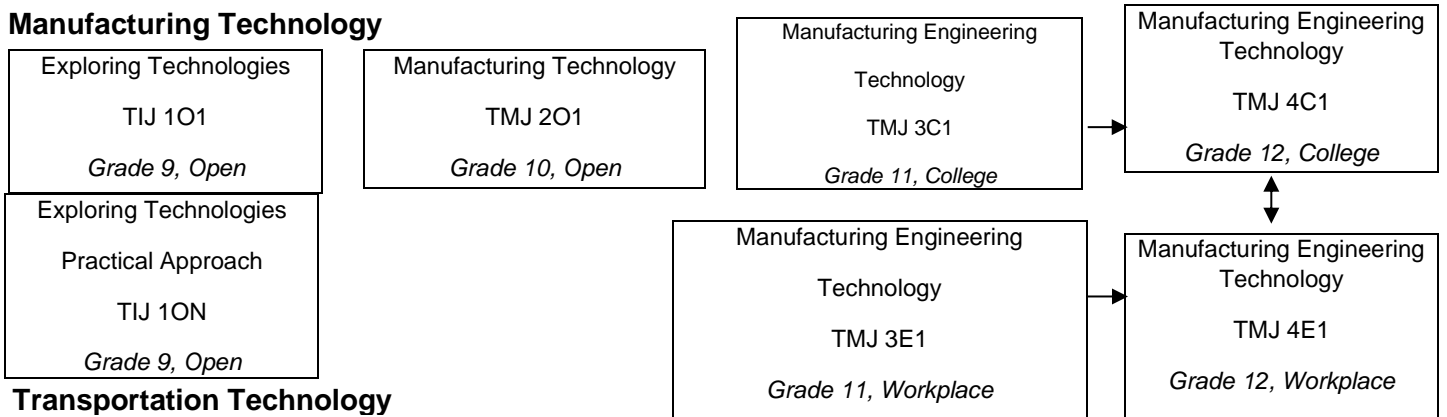 Manufacturing Technology
Exploring Technologies
TIJ 1O1
Grade 9, Open
Manufacturing Technology
TMJ 2O1
Grade 10, Open
Manufacturing Engineering
Technology
TMJ 3C1
Grade 11, College
Manufacturing Engineering
Technology
TMJ 4C1
Grade 12, College
Exploring Technologies
Practical Approach
TIJ 1ON
Grade 9, Open
Manufacturing Engineering
Technology
TMJ 3E1
Grade 11, Workplace
Manufacturing Engineering
Technology
TMJ 4E1
Grade 12, Workplace
Transportation Technology